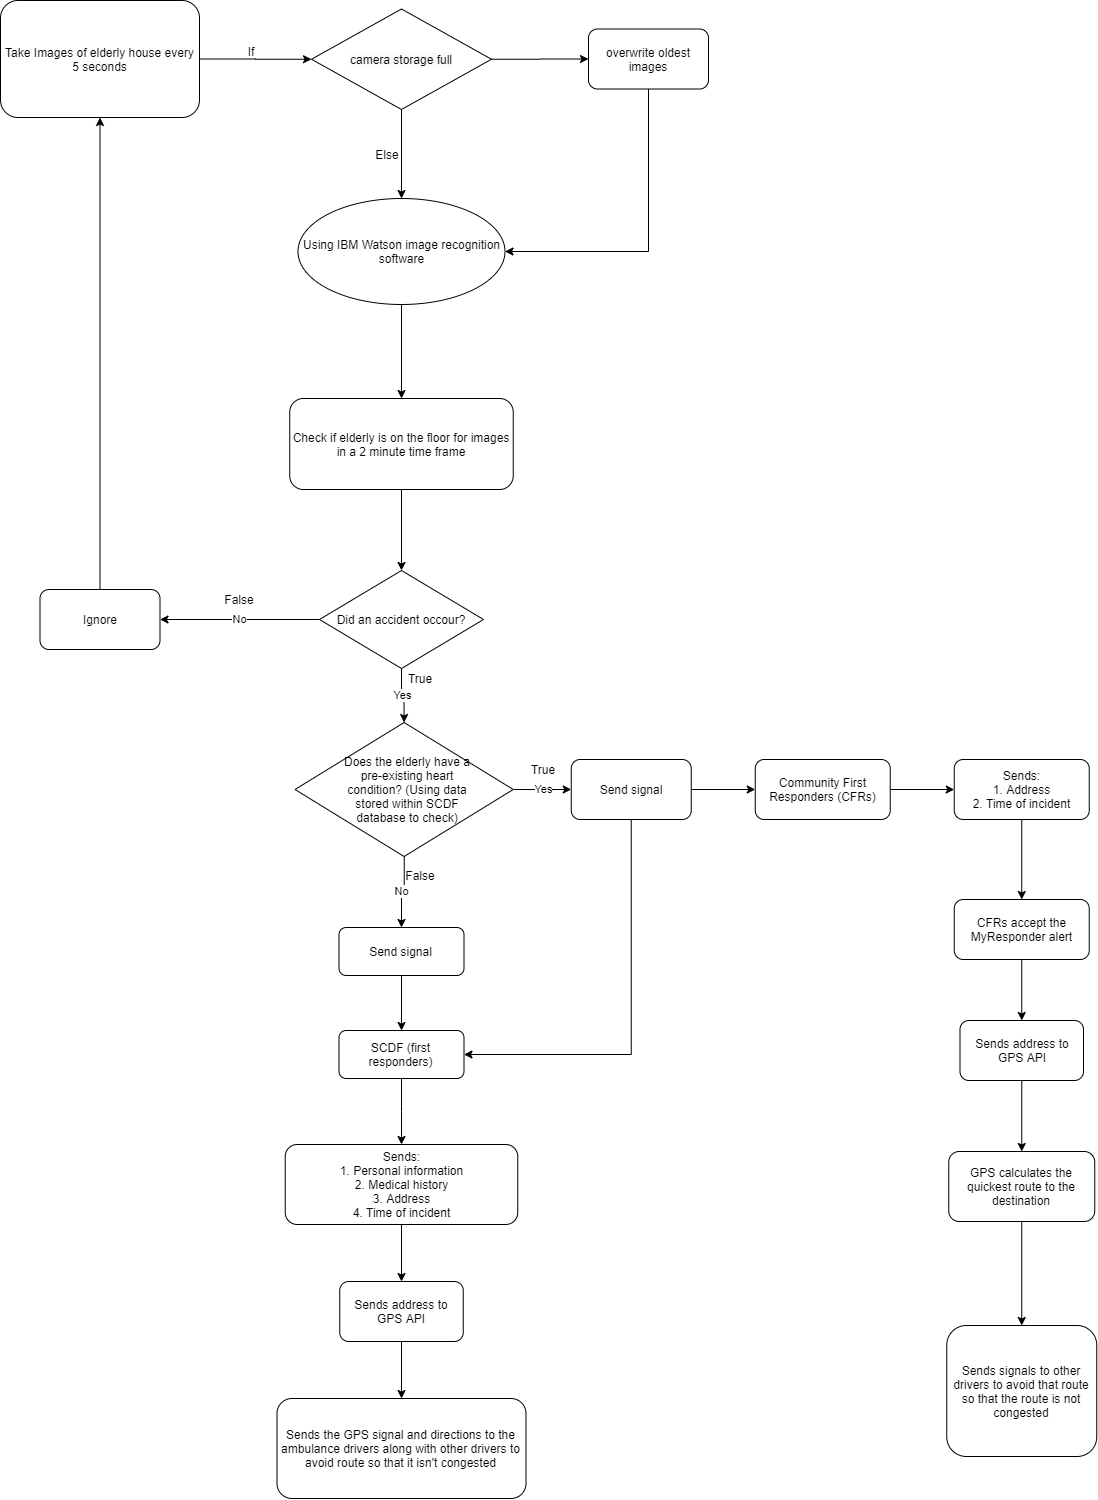 Take Images of elderly house every
5 seconds
If
camera storage full
overwrite oldest
images
Else
Using IBM Watson image recognition
software
Check if elderly is on the floor for images
in a 2 minute time frame
Did an accident occour?
False
No
Ignore
True
Yes
Does the elderly have a
pre-existing heart
condition? (Using data
stored within SCDF
database to check)
True
Yes
Send signal
Community First
Responders (CFRs)
Sends:
1. Address
2. Time of incident
False
No
Send signal
CFRs accept the
MyResponder alert
SCDF (first
responders)
Sends address to
GPS API
Sends:
1. Personal information
2. Medical history
3. Address
4. Time of incident
GPS calculates the
quickest route to the
destination
Sends address to
GPS API
Sends signals to other
drivers to avoid that route
so that the route is not
congested
Sends the GPS signal and directions to the
ambulance drivers along with other drivers to
avoid route so that it isn't congested